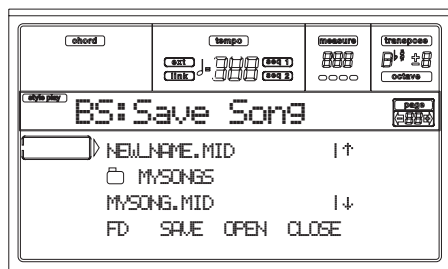 chord tempo measure transpose
ext seq 1
link seq 2
octave
style play BS:Save Song page
NEW_NAME.MID
MYSONGS
MYSONG.MID
FD SAVE OPEN CLOSE